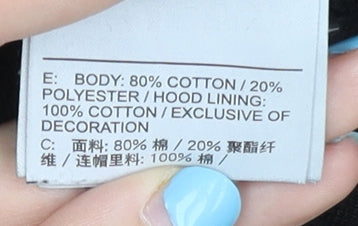 E: BODY: 80% COTTON / 20%
POLYESTER / HOOD LINING:
100% COTTON / EXCLUSIVE OF
DECORATION
C: 面料: 80% 棉 / 20% 聚酯纤
维 / 连帽里料: 100% 棉 /